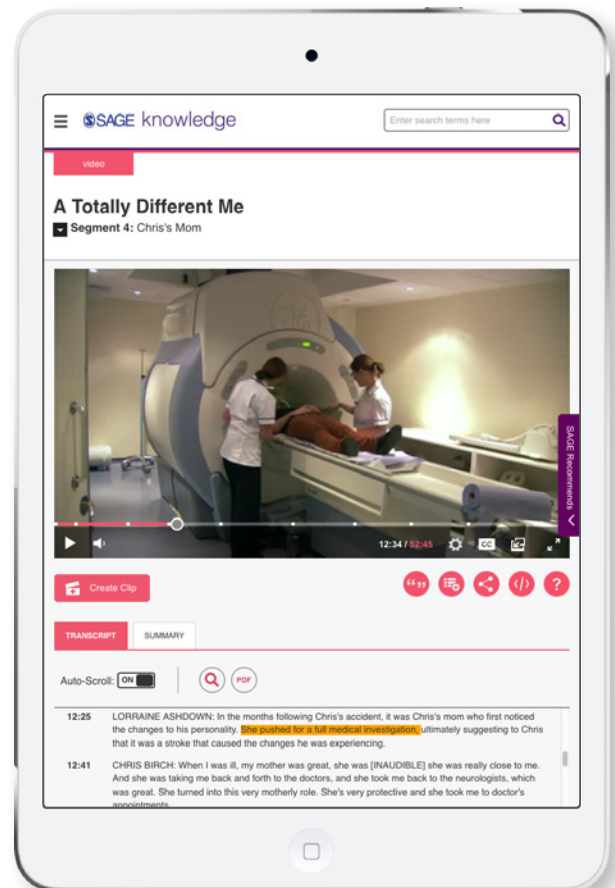 SAGE knowledge
Enter search terms here
video
A Totally Different Me
Segment 4: Chris's Mom
SAGE Recommends
12:34 / 52:45
CC
Create Clip
“ ”
</>
?
TRANSCRIPT
SUMMARY
Auto-Scroll: ON
PDF
12:25 LORRAINE ASHDOWN: In the months following Chris's accident, it was Chris's mom who first noticed
the changes to his personality. She pushed for a full medical investigation, ultimately suggesting to Chris
that it was a stroke that caused the changes he was experiencing.
12:41 CHRIS BIRCH: When I was ill, my mother was great, she was [INAUDIBLE] she was really close to me.
And she was taking me back and forth to the doctors, and she took me back to the neurologists, which
was great. She turned into this very motherly role. She's very protective and she took me to doctor's
appointments.